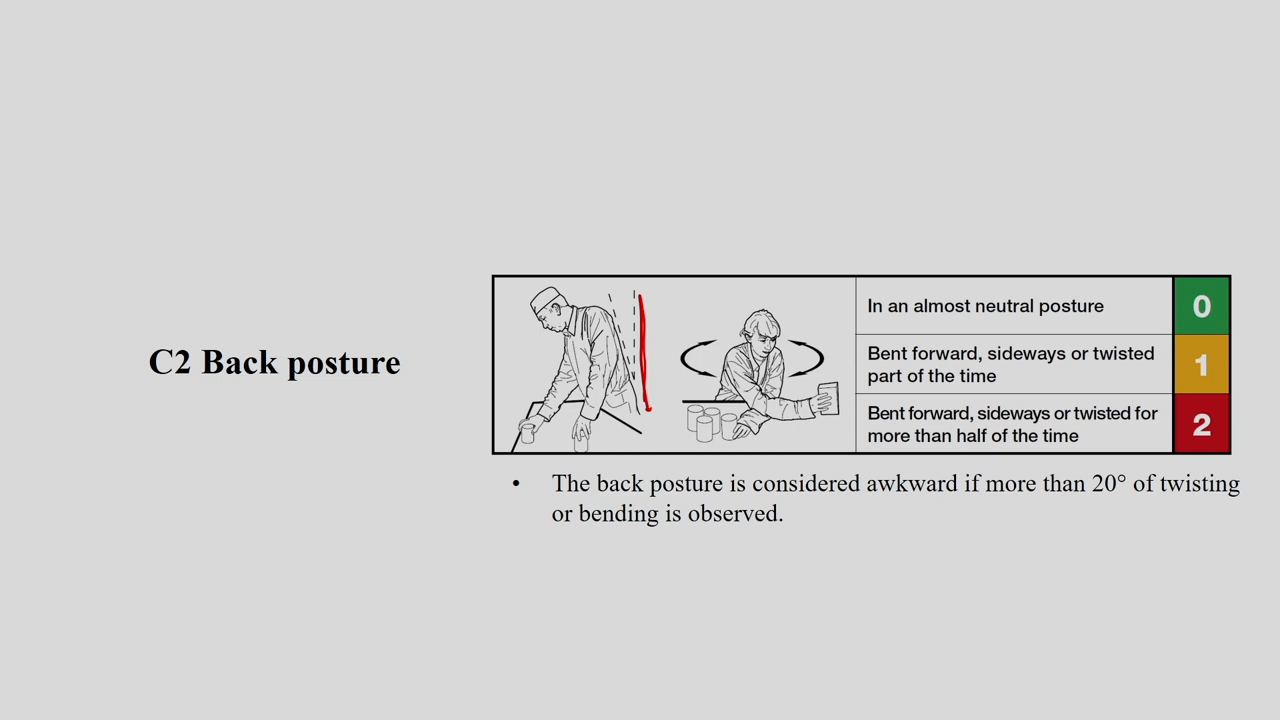 C2 Back posture
In an almost neutral posture
0
Bent forward, sideways or twisted
part of the time
1
Bent forward, sideways or twisted for
more than half of the time
2
• The back posture is considered awkward if more than 20° of twisting
or bending is observed.